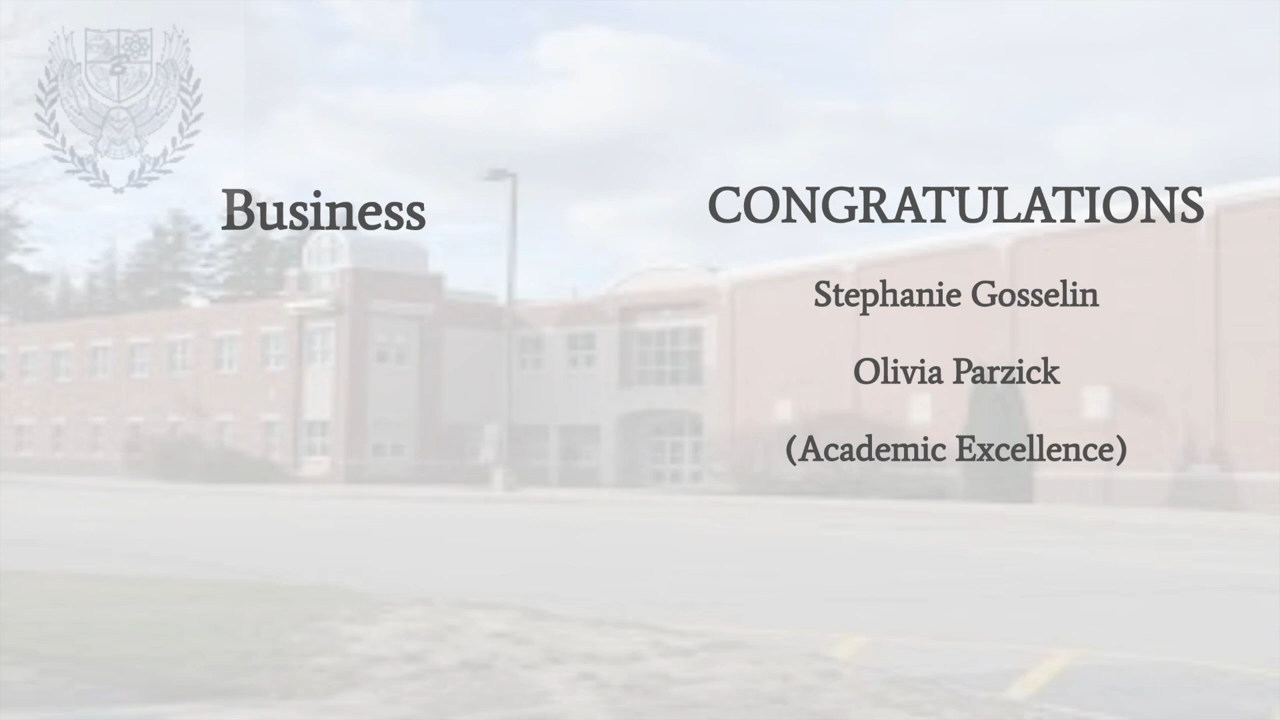 Business
CONGRATULATIONS
Stephanie Gosselin
Olivia Parzick
(Academic Excellence)